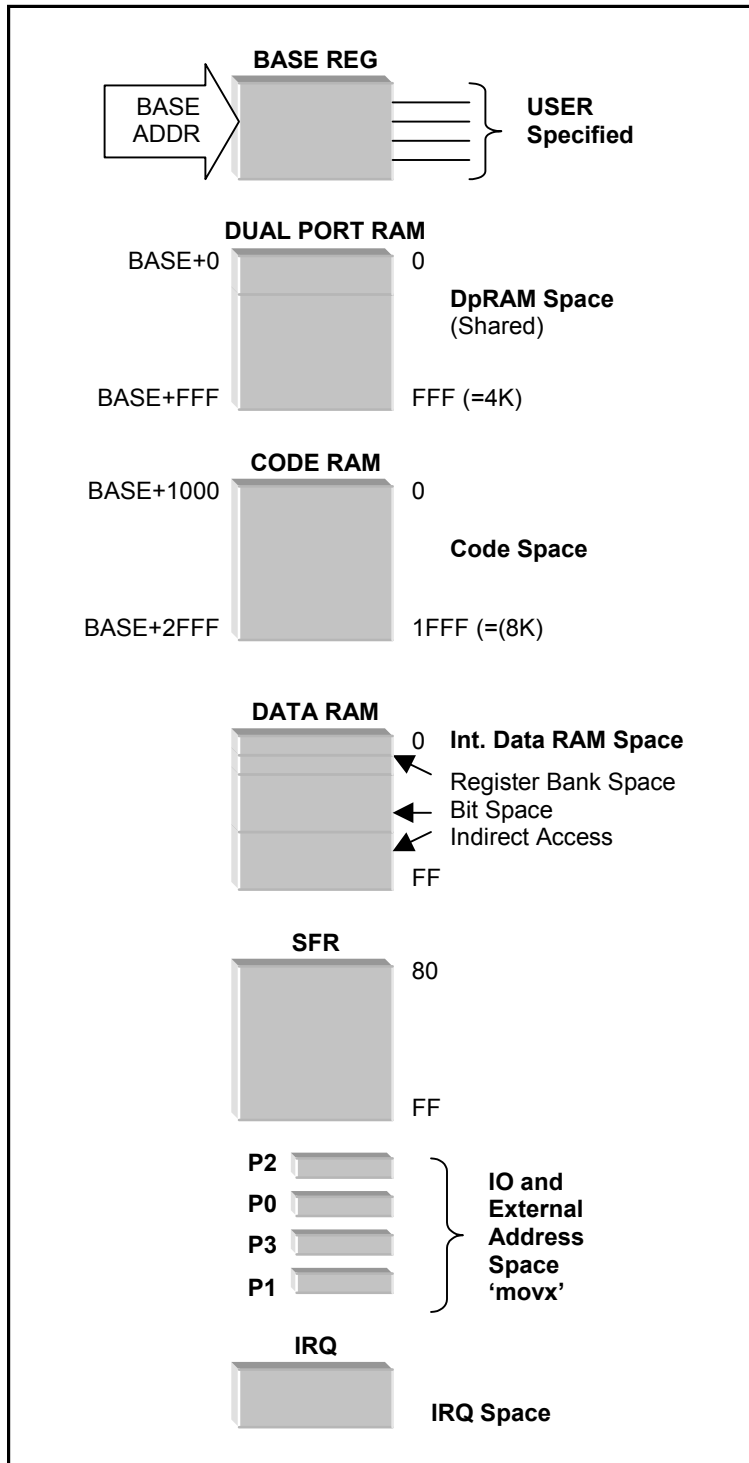 BASE REG
BASE
ADDR
USER
Specified
DUAL PORT RAM
BASE+0
0
DpRAM Space
(Shared)
BASE+FFF
FFF (=4K)
CODE RAM
BASE+1000
0
Code Space
BASE+2FFF
1FFF (=(8K)
DATA RAM
0
Int. Data RAM Space
Register Bank Space
Bit Space
Indirect Access
FF
SFR
80
FF
P2
P0
P3
P1
IO and
External
Address
Space
‘movx’
IRQ
IRQ Space